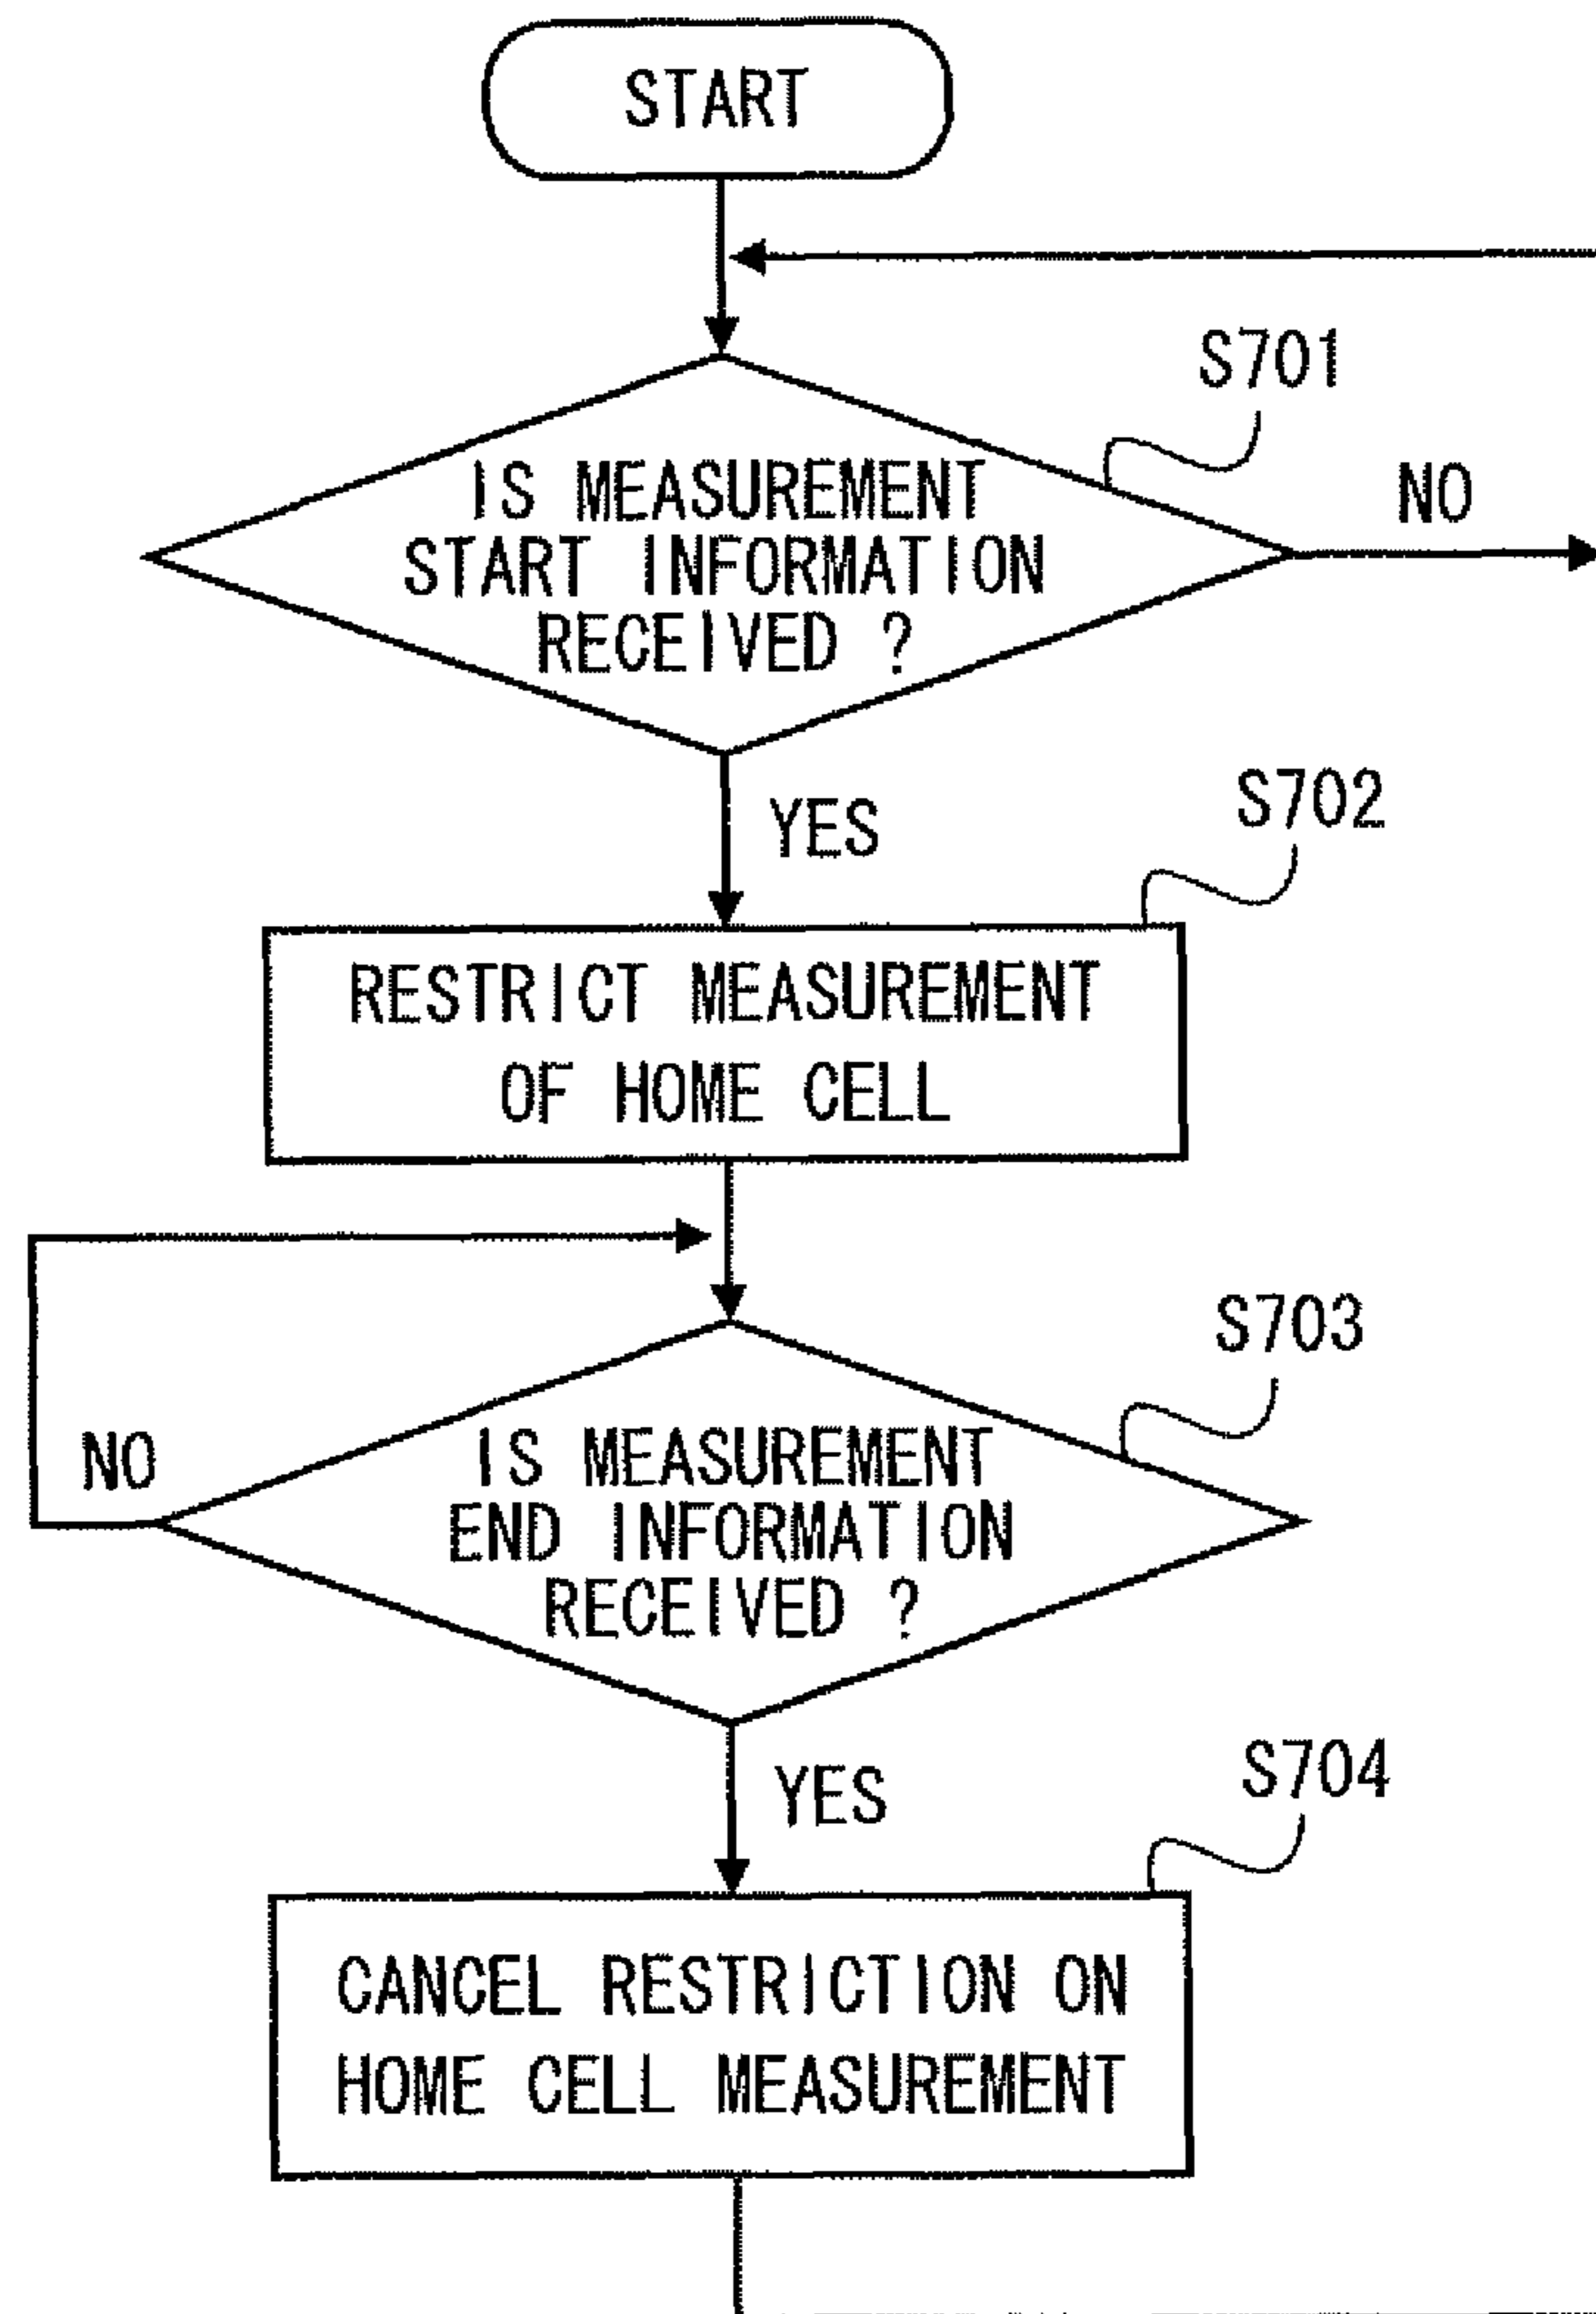 START
S701
IS MEASUREMENT
START INFORMATION
RECEIVED ?
NO
YES
S702
RESTRICT MEASUREMENT
OF HOME CELL
S703
NO
IS MEASUREMENT
END INFORMATION
RECEIVED ?
YES
S704
CANCEL RESTRICTION ON
HOME CELL MEASUREMENT